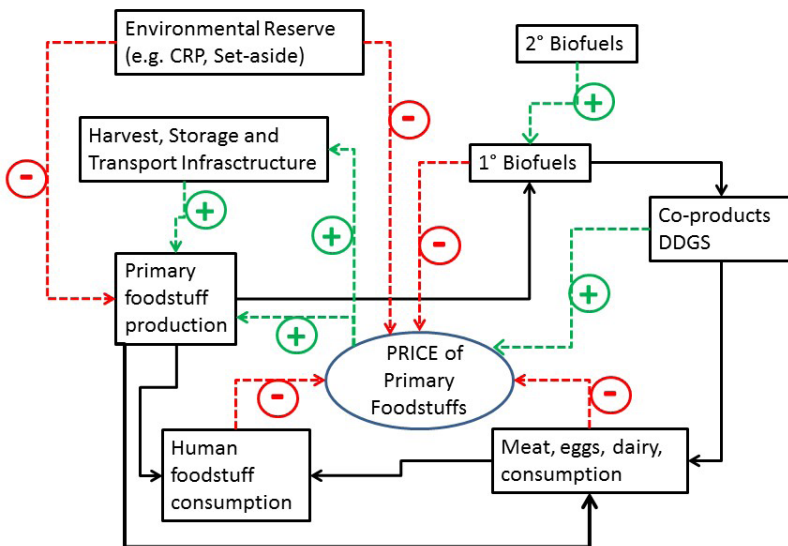 Environmental Reserve
(e.g. CRP, Set-aside)
2° Biofuels
+
-
Harvest, Storage and
Transport Infrasctructure
1° Biofuels
-
+
+
-
Co-products
DDGS
Primary
foodstuff
production
+
+
PRICE of
Primary
Foodstuffs
-
-
Human
foodstuff
consumption
Meat, eggs, dairy,
consumption